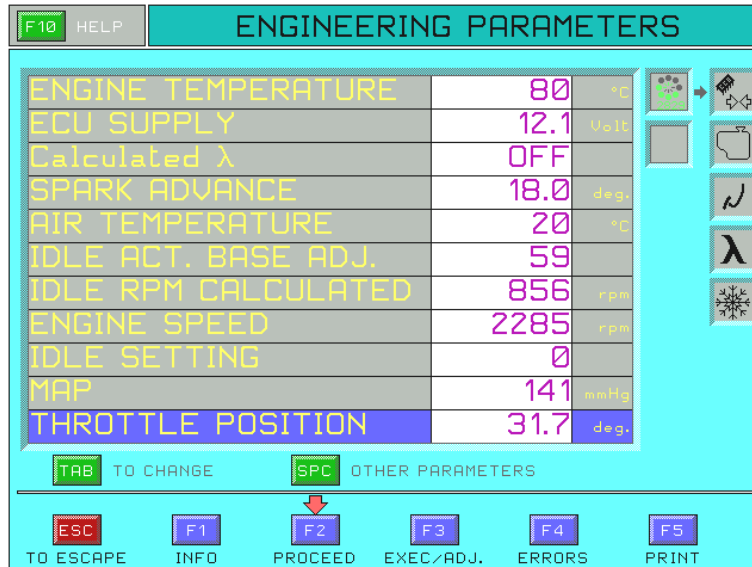 F10 HELP ENGINEERING PARAMETERS
ENGINE TEMPERATURE 80 °C
ECU SUPPLY 12.1 Volt
Calculated λ OFF
SPARK ADVANCE 18.0 deg.
AIR TEMPERATURE 20 °C
IDLE ACT. BASE ADJ. 59
IDLE RPM CALCULATED 856 rpm
ENGINE SPEED 2285 rpm
IDLE SETTING 0
MAP 141 mmHg
THROTTLE POSITION 31.7 deg.
λ
TAB TO CHANGE SPC OTHER PARAMETERS
ESC F1 F2 F3 F4 F5
TO ESCAPE INFO PROCEED EXEC/ADJ. ERRORS PRINT